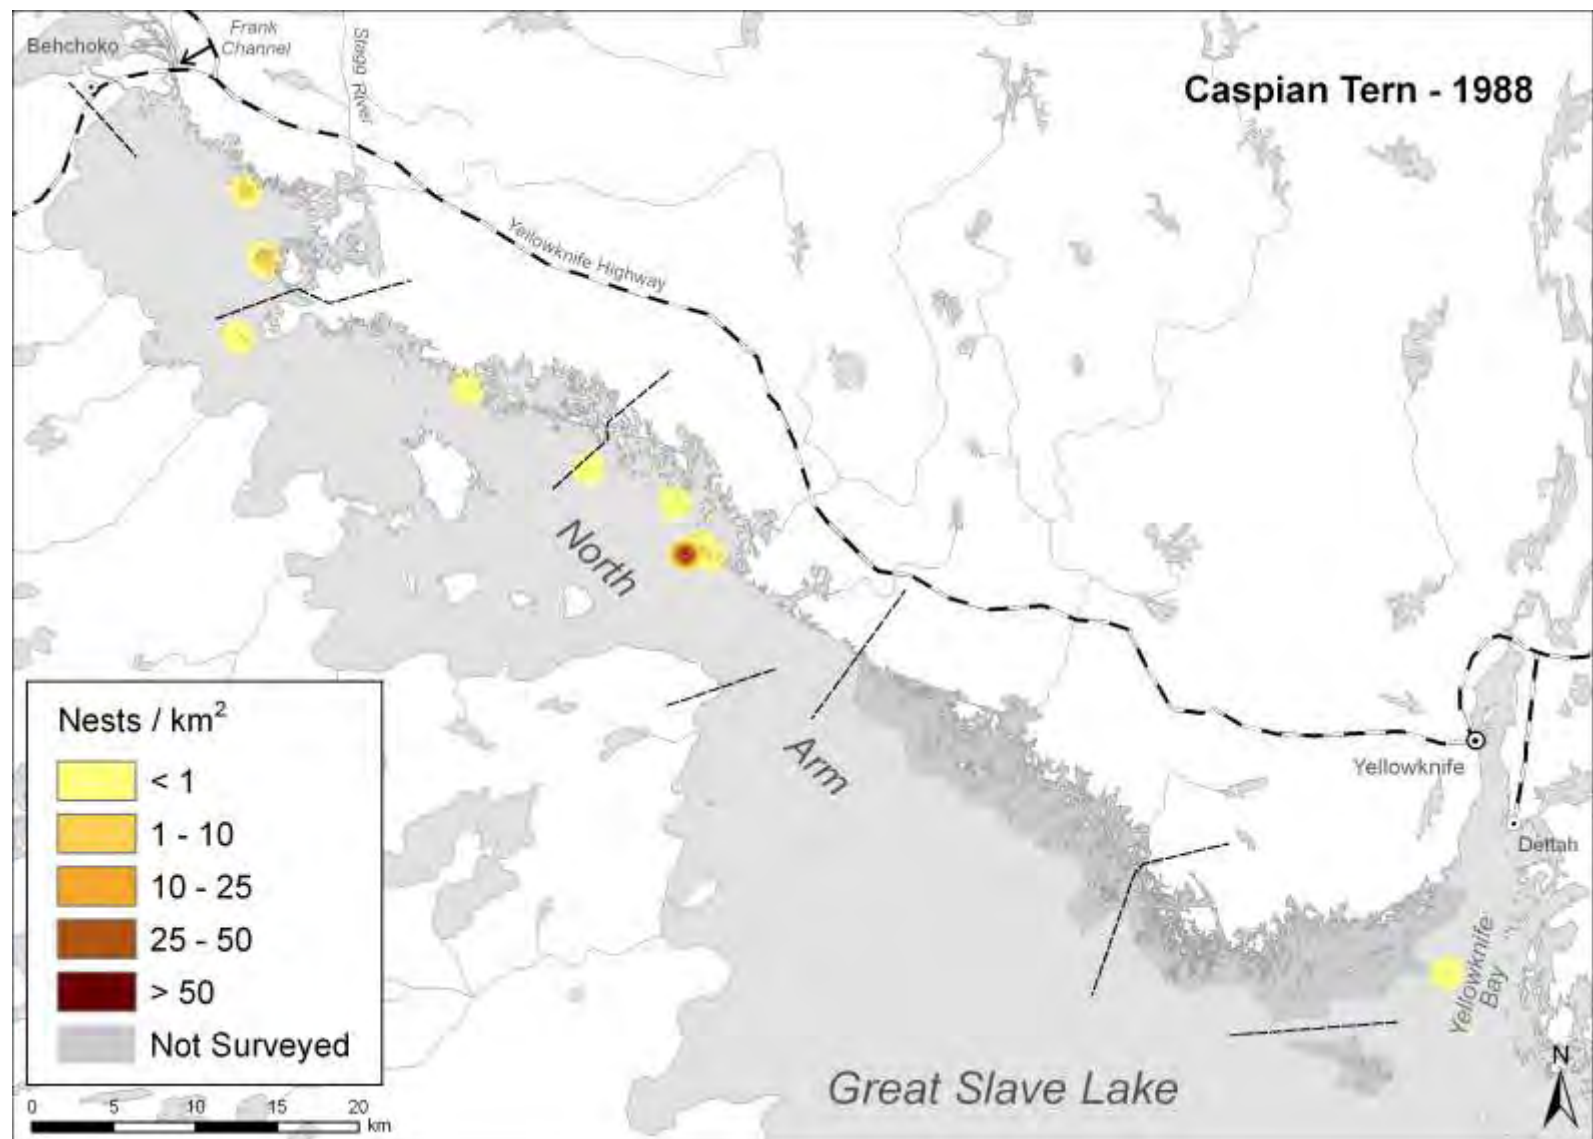 Behchoko
Frank
Channel
Stagg River
Caspian Tern - 1988
Yellowknife Highway
North
Arm
Yellowknife
Dettah
Yellowknife
Bay
Great Slave Lake
N
Nests / km²
< 1
1 - 10
10 - 25
25 - 50
> 50
Not Surveyed
0 5 10 15 20
km